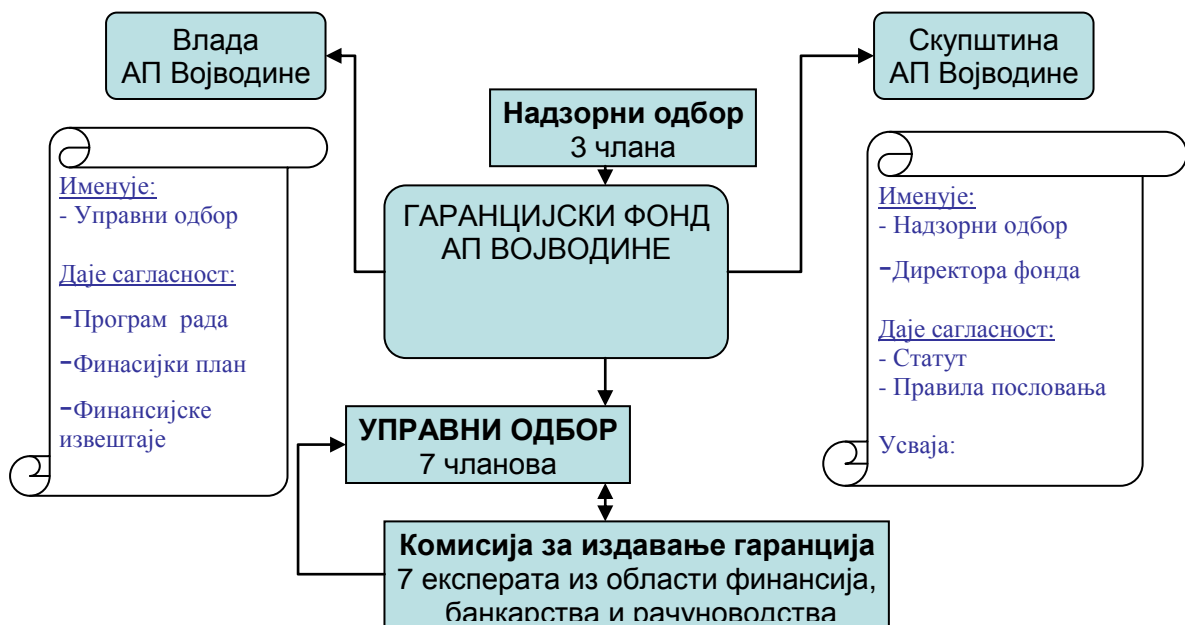 Влада
АП Војводине
Скупштина
АП Војводине
Надзорни одбор
3 члана
Именује:
- Управни одбор
Даје сагласност:
-Програм рада
-Финасијки план
-Финансијске
извештаје
ГАРАНЦИЈСКИ ФОНД
АП ВОЈВОДИНЕ
Именује:
- Надзорни одбор
-Директора фонда
Даје сагласност:
- Статут
- Правила пословања
Усваја:
УПРАВНИ ОДБОР
7 чланова
Комисија за издавање гаранција
7 експерата из области финансија,
банкарства и рачуноводства